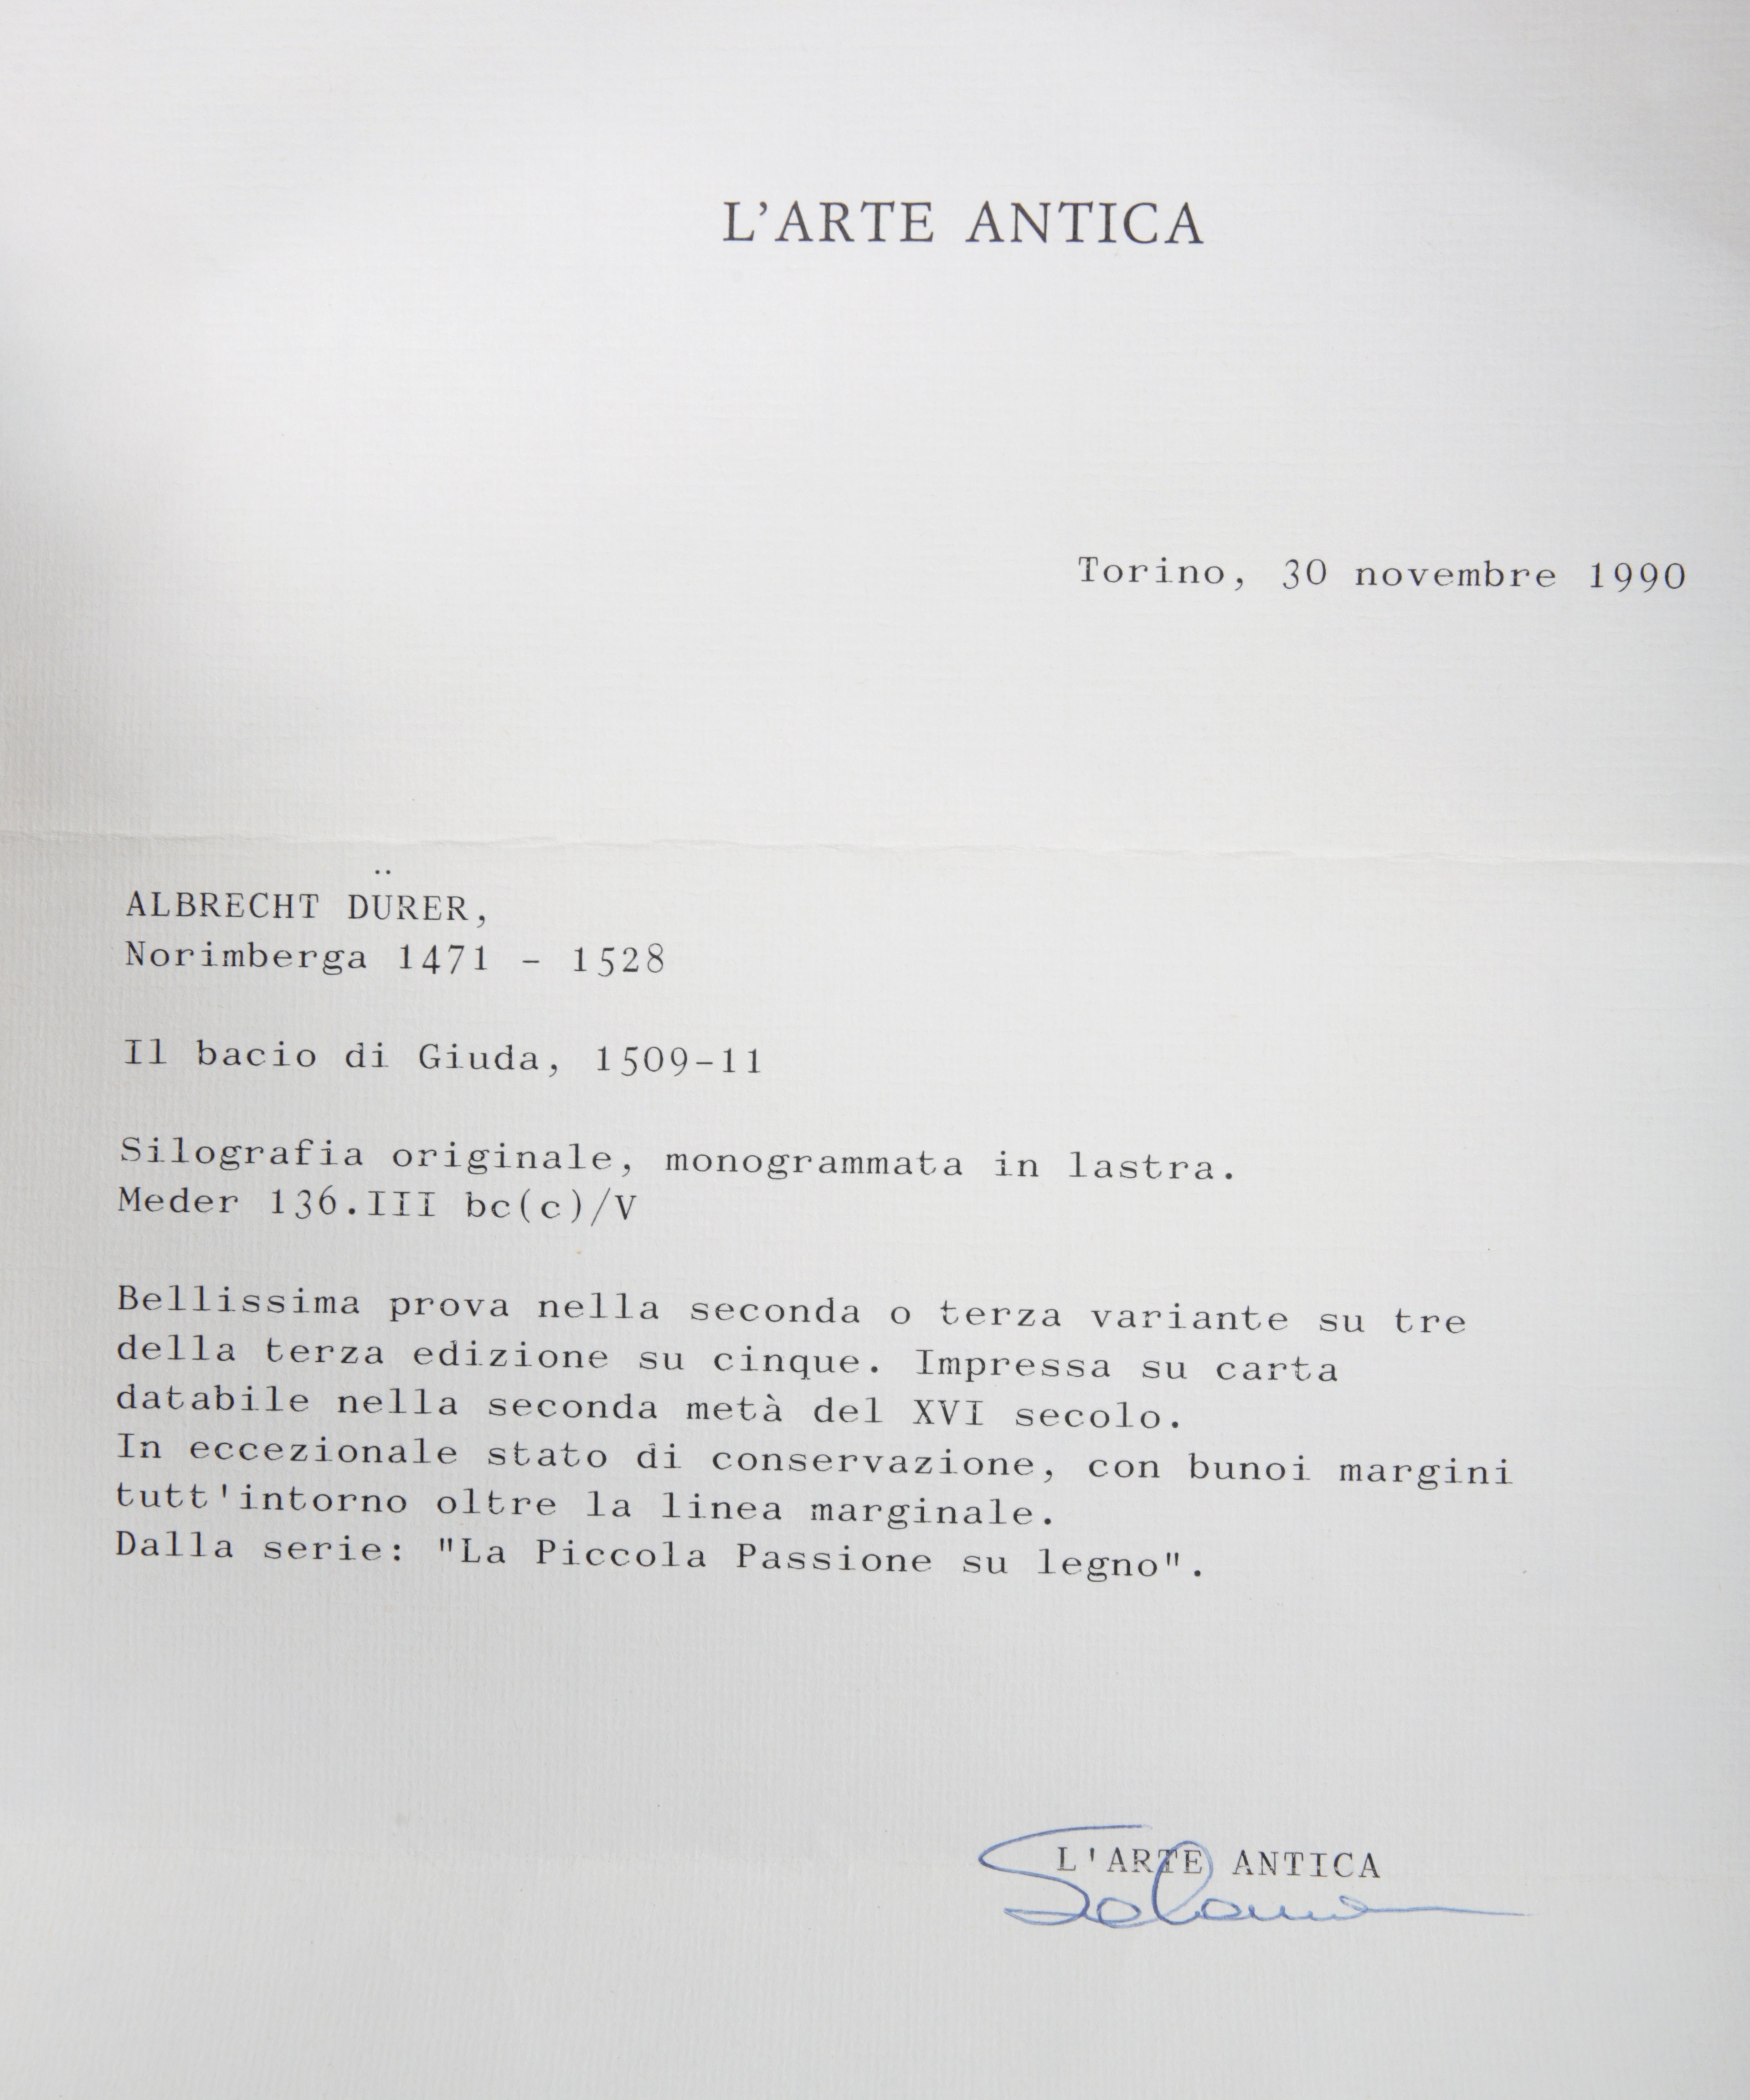 L'ARTE ANTICA
Torino, 30 novembre 1990
ALBRECHT DÜRER,
Norimberga 1471 - 1528
Il bacio di Giuda, 1509-11
Silografia originale, monogrammata in lastra.
Meder 136.III bc(c)/V
Bellissima prova nella seconda o terza variante su tre
della terza edizione su cinque. Impressa su carta
databile nella seconda metà del XVI secolo.
In eccezionale stato di conservazione, con bunoi margini
tutt'intorno oltre la linea marginale.
Dalla serie: "La Piccola Passione su legno".
L'ARTE ANTICA